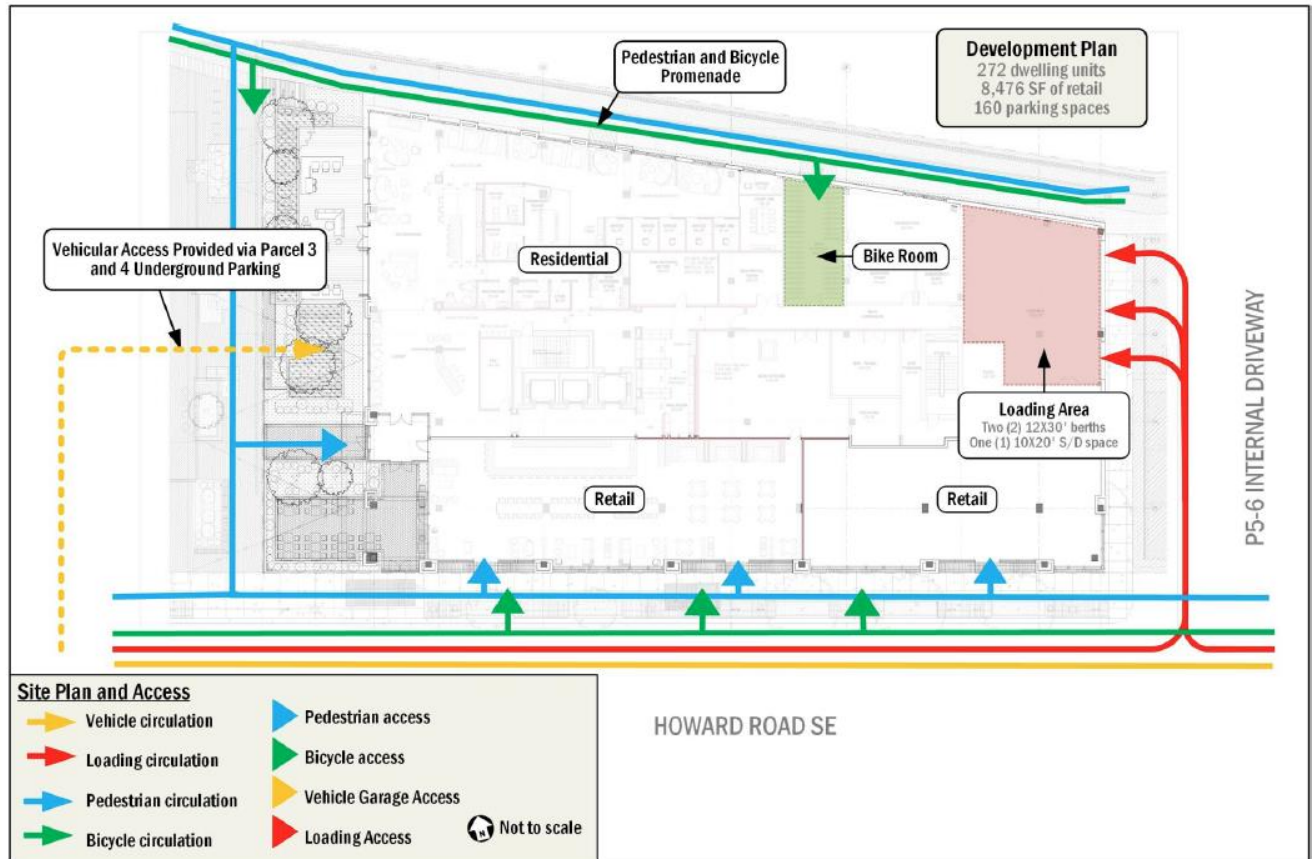 Development Plan
272 dwelling units
8,476 SF of retail
160 parking spaces
Pedestrian and Bicycle
Promenade
Vehicular Access Provided via Parcel 3
and 4 Underground Parking
Residential
Bike Room
Loading Area
Two (2) 12X30' berths
One (1) 10X20' S/D space
Retail
Retail
P5-6 INTERNAL DRIVEWAY
HOWARD ROAD SE
Site Plan and Access
Vehicle circulation
Loading circulation
Pedestrian circulation
Bicycle circulation
Pedestrian access
Bicycle access
Vehicle Garage Access
Loading Access
N
Not to scale